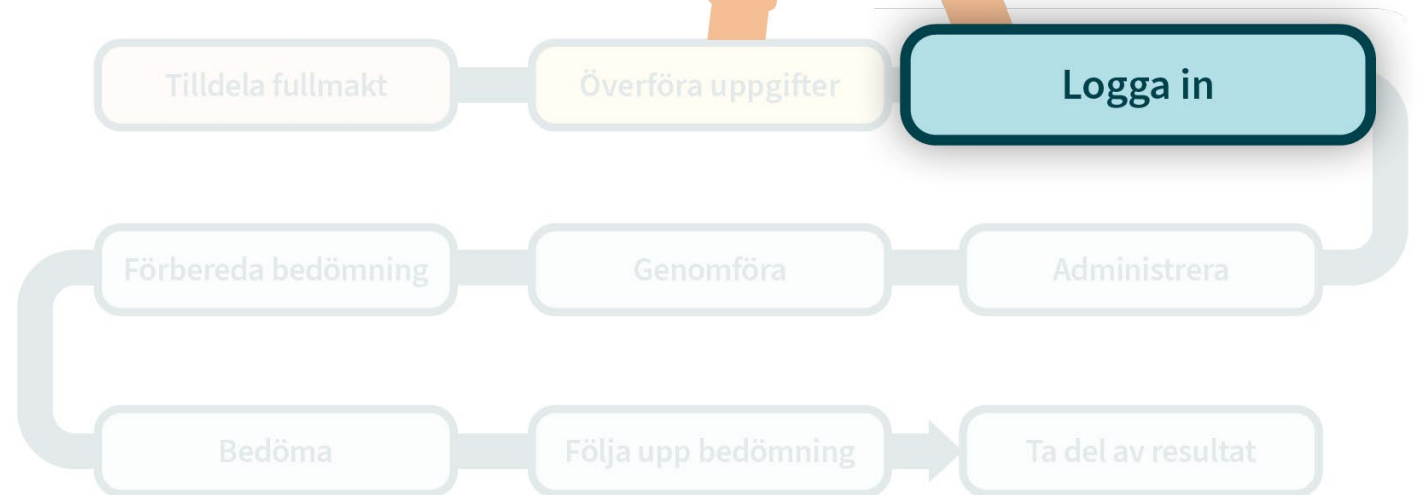 Tilldela fullmakt
Överföra uppgifter
Logga in
Förbereda bedömning
Genomföra
Administrera
Bedöma
Följa upp bedömning
Ta del av resultat